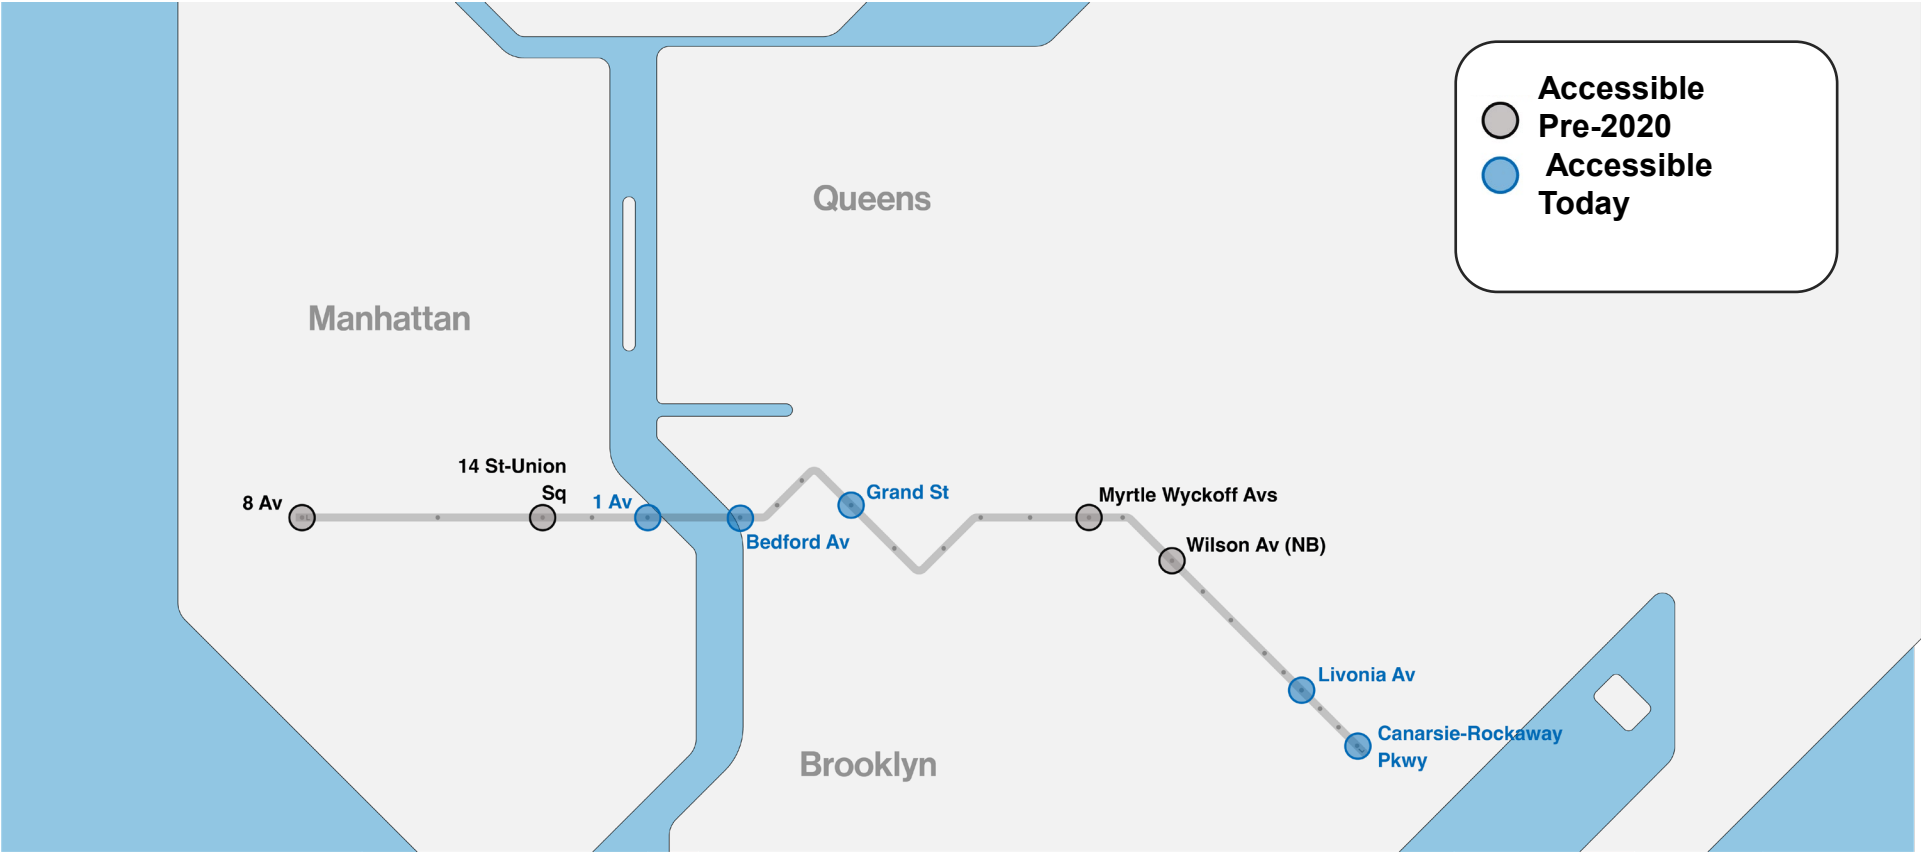 Accessible
Pre-2020
Accessible
Today
Queens
Manhattan
14 St-Union
Sq
8 Av
1 Av
Grand St
Bedford Av
Myrtle Wyckoff Avs
Wilson Av (NB)
Livonia Av
Canarsie-Rockaway
Pkwy
Brooklyn